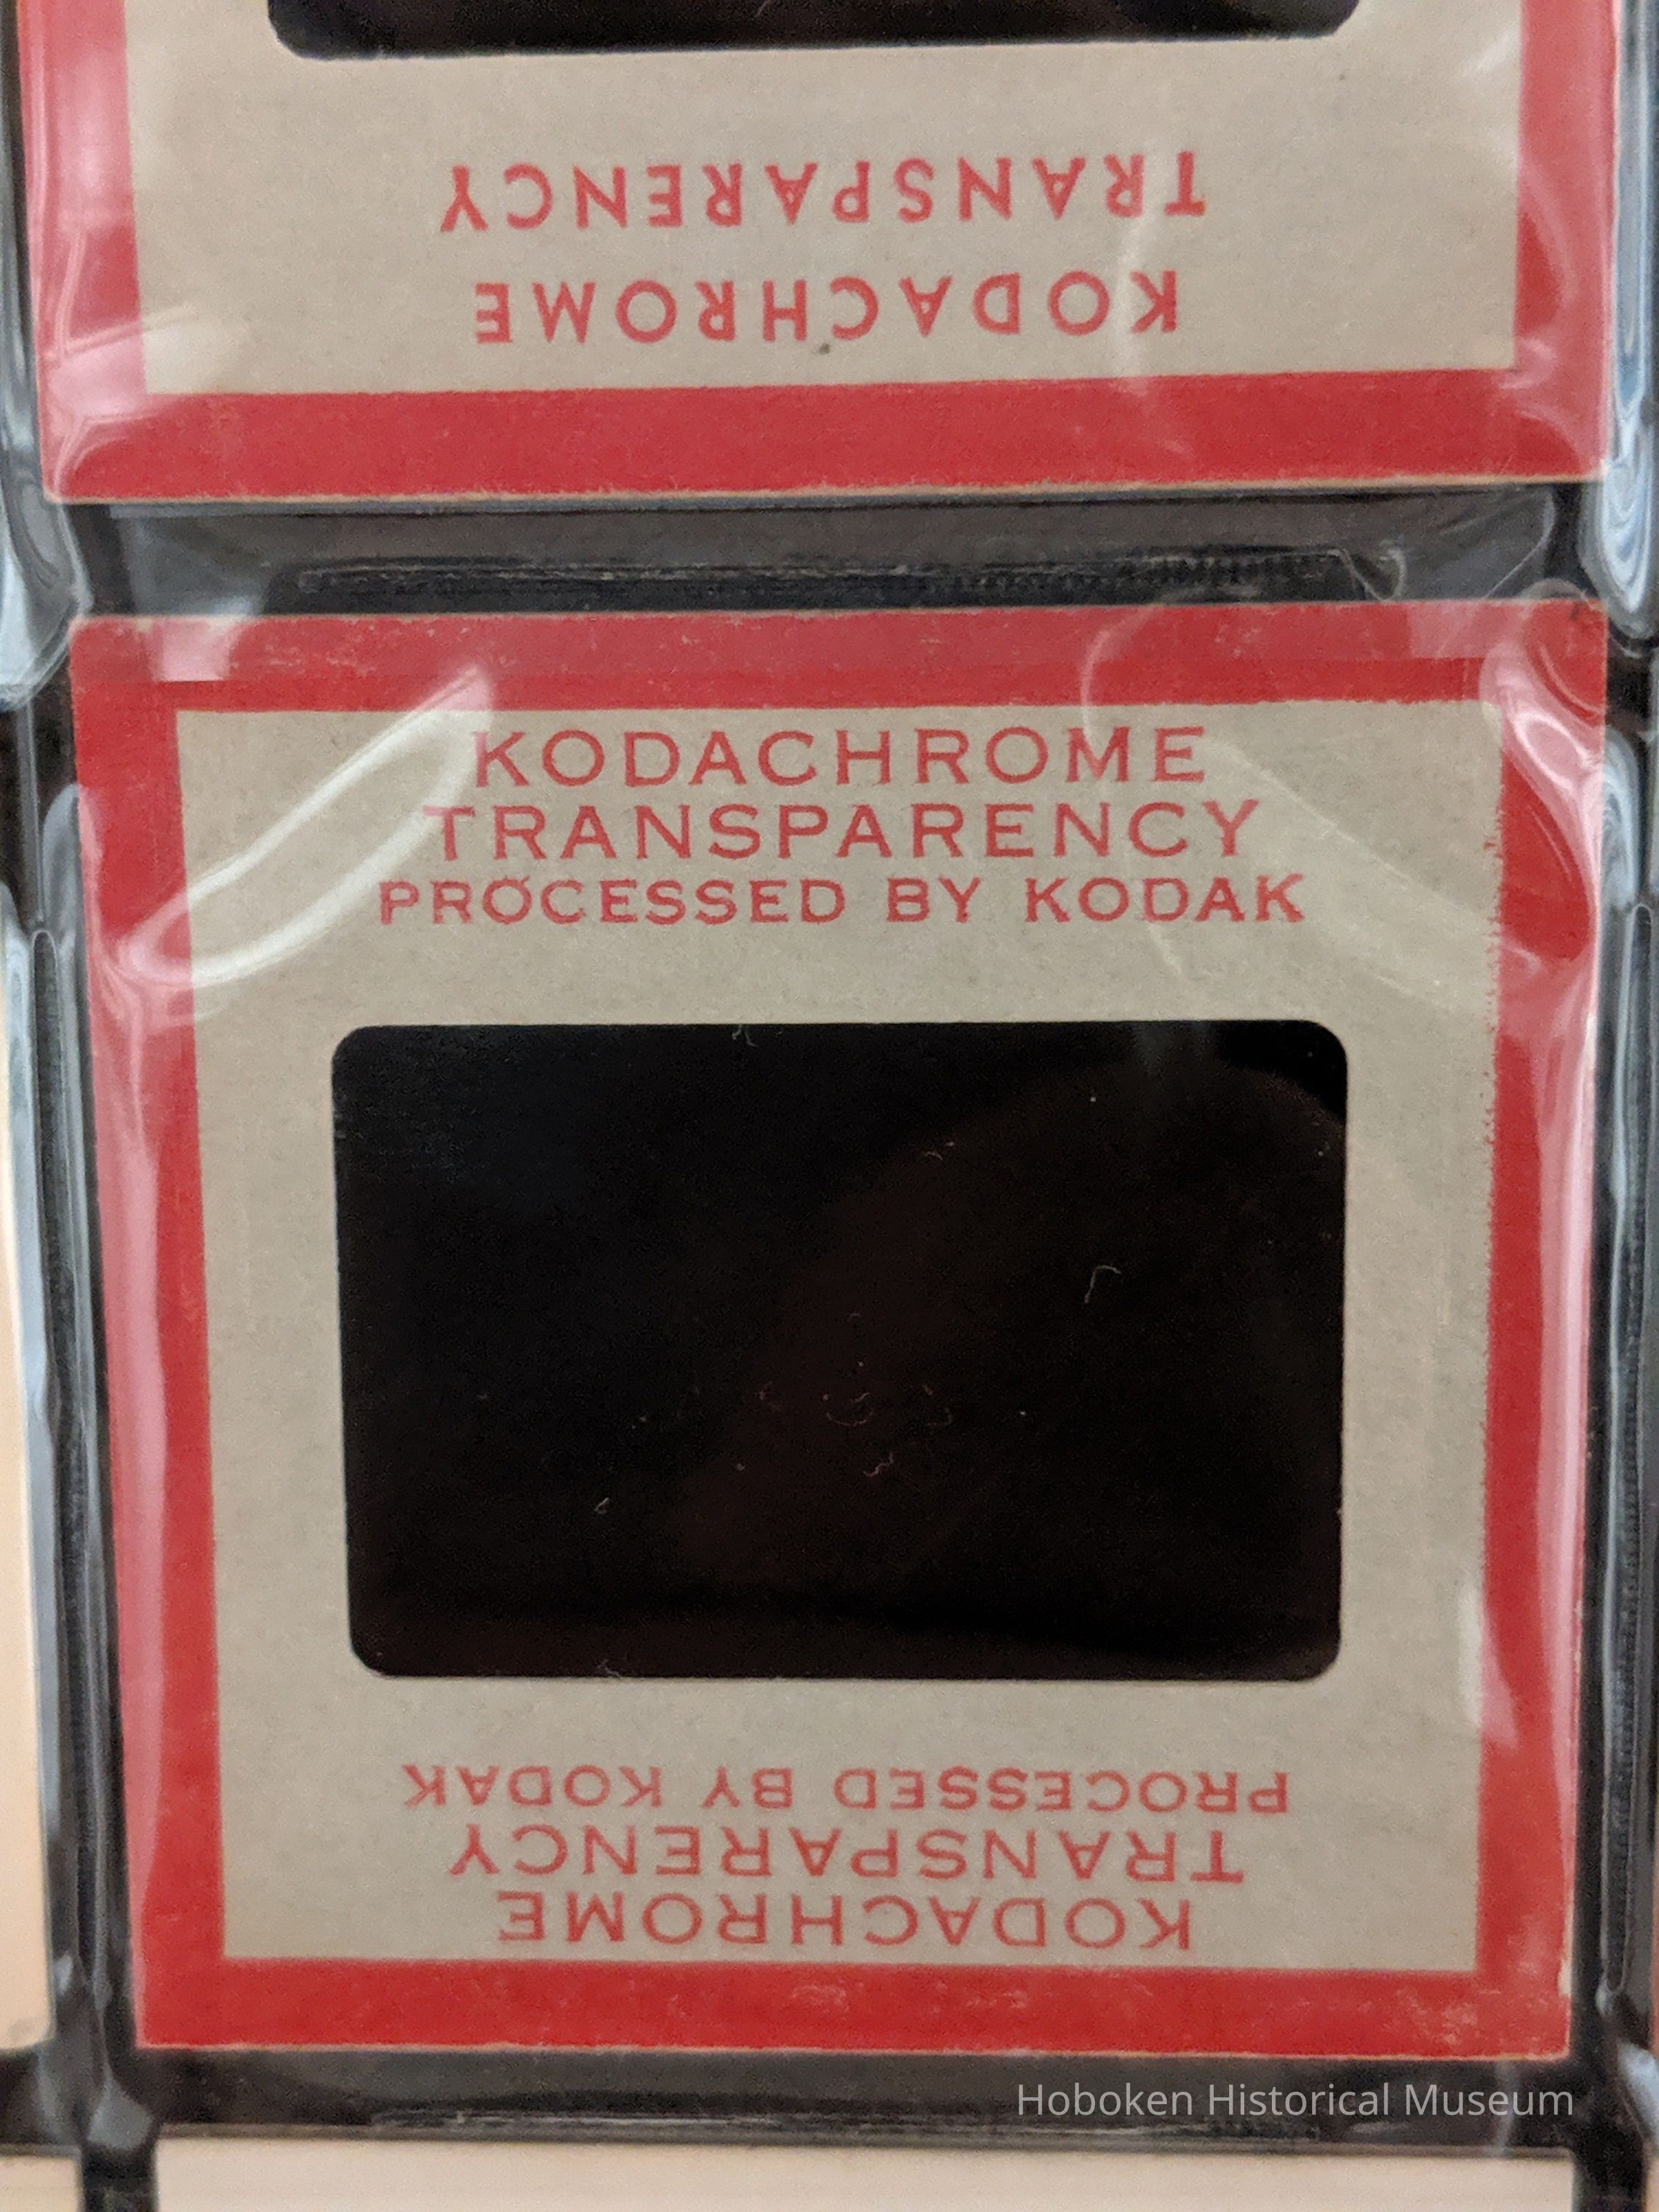 TRANSPARENCY
KODACHROME
KODACHROME
TRANSPARENCY
PROCESSED BY KODAK
PROCESSED BY KODAK
TRANSPARENCY
KODACHROME
Hoboken Historical Museum